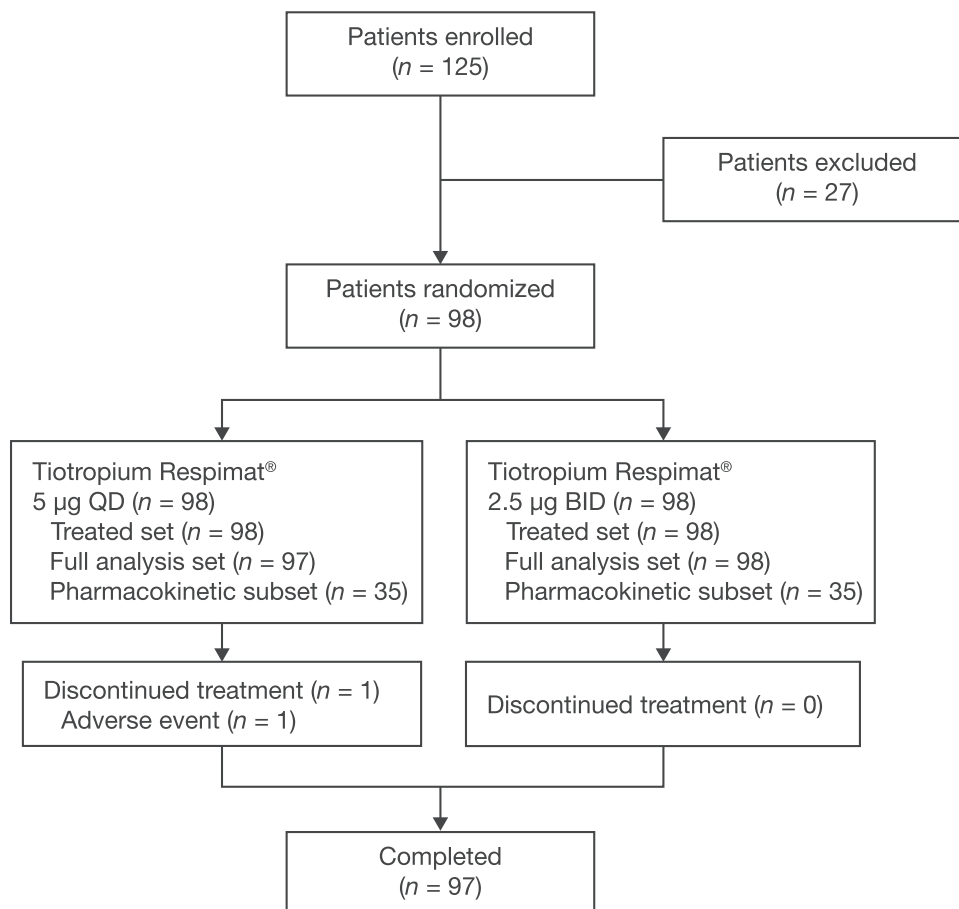 Patients enrolled
(n = 125)
Patients excluded
(n = 27)
Patients randomized
(n = 98)
Tiotropium Respimat®
5 µg QD (n = 98)
Treated set (n = 98)
Full analysis set (n = 97)
Pharmacokinetic subset (n = 35)
Tiotropium Respimat®
2.5 µg BID (n = 98)
Treated set (n = 98)
Full analysis set (n = 98)
Pharmacokinetic subset (n = 35)
Discontinued treatment (n = 1)
Adverse event (n = 1)
Discontinued treatment (n = 0)
Completed
(n = 97)